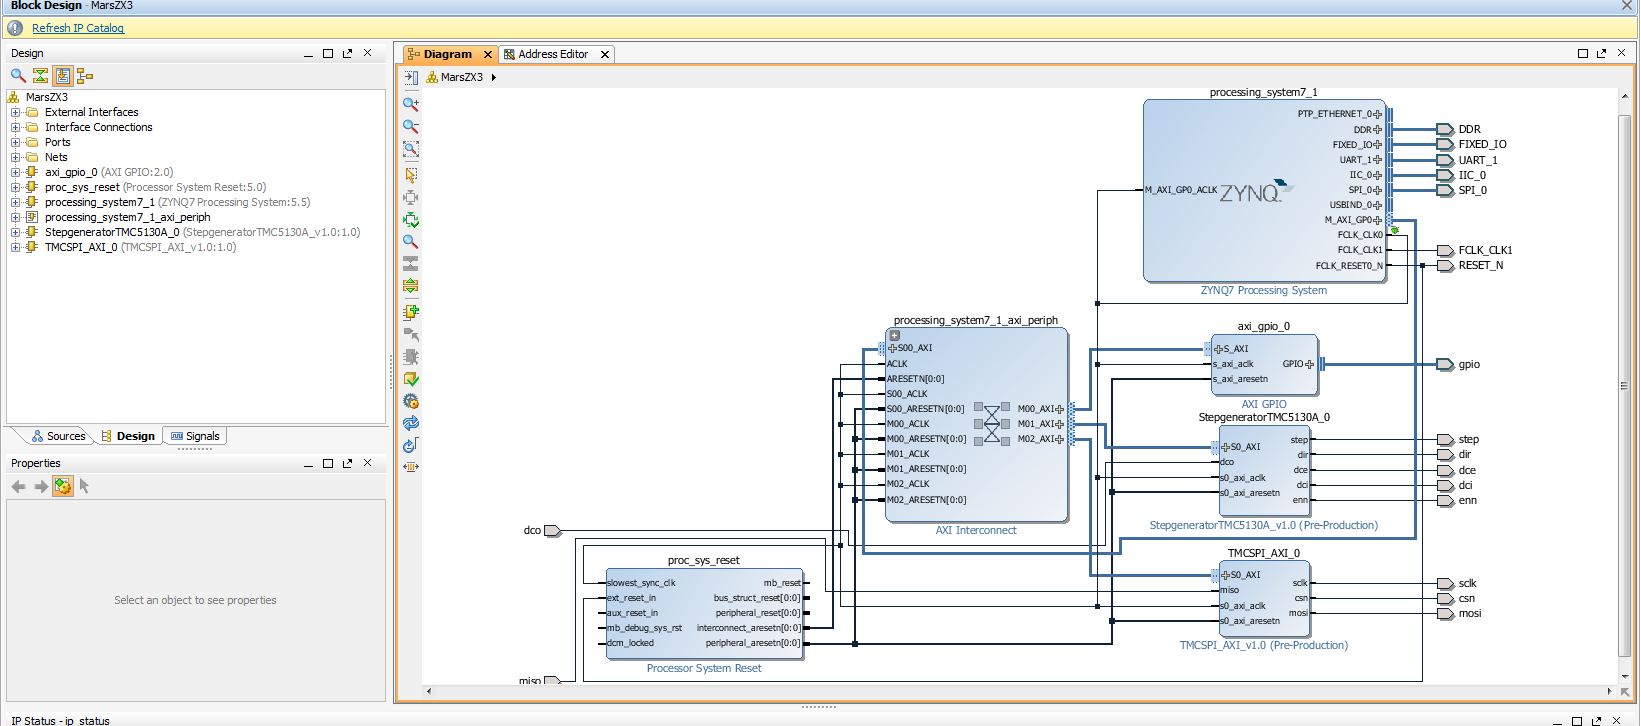 Block Design - MarsZX3
Refresh IP Catalog
Design
MarsZX3
External Interfaces
Interface Connections
Ports
Nets
axi_gpio_0 (AXI GPIO:2.0)
proc_sys_reset (Processor System Reset:5.0)
processing_system7_1 (ZYNQ7 Processing System:5.5)
processing_system7_1_axi_periph
StepgeneratorTMC5130A_0 (StepgeneratorTMC5130A_v1.0:1.0)
TMCSPI_AXI_0 (TMCSPI_AXI_v1.0:1.0)
Sources Design Signals
Properties
Select an object to see properties
Diagram Address Editor
MarsZX3
processing_system7_1
PTP_ETHERNET_0
DDR
FIXED_IO
UART_1
IIC_0
SPI_0
USBIND_0
M_AXI_GP0
FCLK_CLK0
FCLK_CLK1
FCLK_RESET0_N
M_AXI_GP0_ACLK
ZYNQ
ZYNQ7 Processing System
DDR
FIXED_IO
UART_1
IIC_0
SPI_0
FCLK_CLK1
RESET_N
processing_system7_1_axi_periph
S00_AXI
ACLK
ARESETN[0:0]
S00_ACLK
S00_ARESETN[0:0]
M00_ACLK
M00_ARESETN[0:0]
M01_ACLK
M01_ARESETN[0:0]
M02_ACLK
M02_ARESETN[0:0]
M00_AXI
M01_AXI
M02_AXI
AXI Interconnect
axi_gpio_0
S_AXI
s_axi_aclk
s_axi_aresetn
GPIO
AXI GPIO
gpio
StepgeneratorTMC5130A_0
S0_AXI
dco
s0_axi_aclk
s0_axi_aresetn
step
dir
dce
dci
enn
StepgeneratorTMC5130A_v1.0 (Pre-Production)
step
dir
dce
dci
enn
dco
proc_sys_reset
slowest_sync_clk
ext_reset_in
aux_reset_in
mb_debug_sys_rst
dcm_locked
mb_reset
bus_struct_reset[0:0]
peripheral_reset[0:0]
interconnect_aresetn[0:0]
peripheral_aresetn[0:0]
Processor System Reset
TMCSPI_AXI_0
S0_AXI
miso
s0_axi_aclk
s0_axi_aresetn
sclk
csn
mosi
TMCSPI_AXI_v1.0 (Pre-Production)
sclk
csn
mosi
miso
IP Status - ip_status